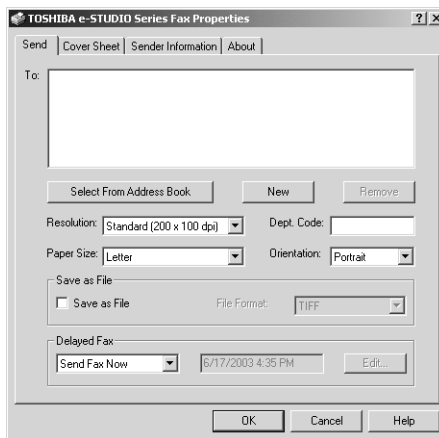 TOSHIBA e-STUDIO Series Fax Properties
Send Cover Sheet Sender Information About
To:
Select From Address Book New Remove
Resolution: Standard (200 x 100 dpi) Dept. Code:
Paper Size: Letter Orientation: Portrait
Save as File
Save as File File Format: TIFF
Delayed Fax
Send Fax Now 6/17/2003 4:35 PM Edit...
OK Cancel Help